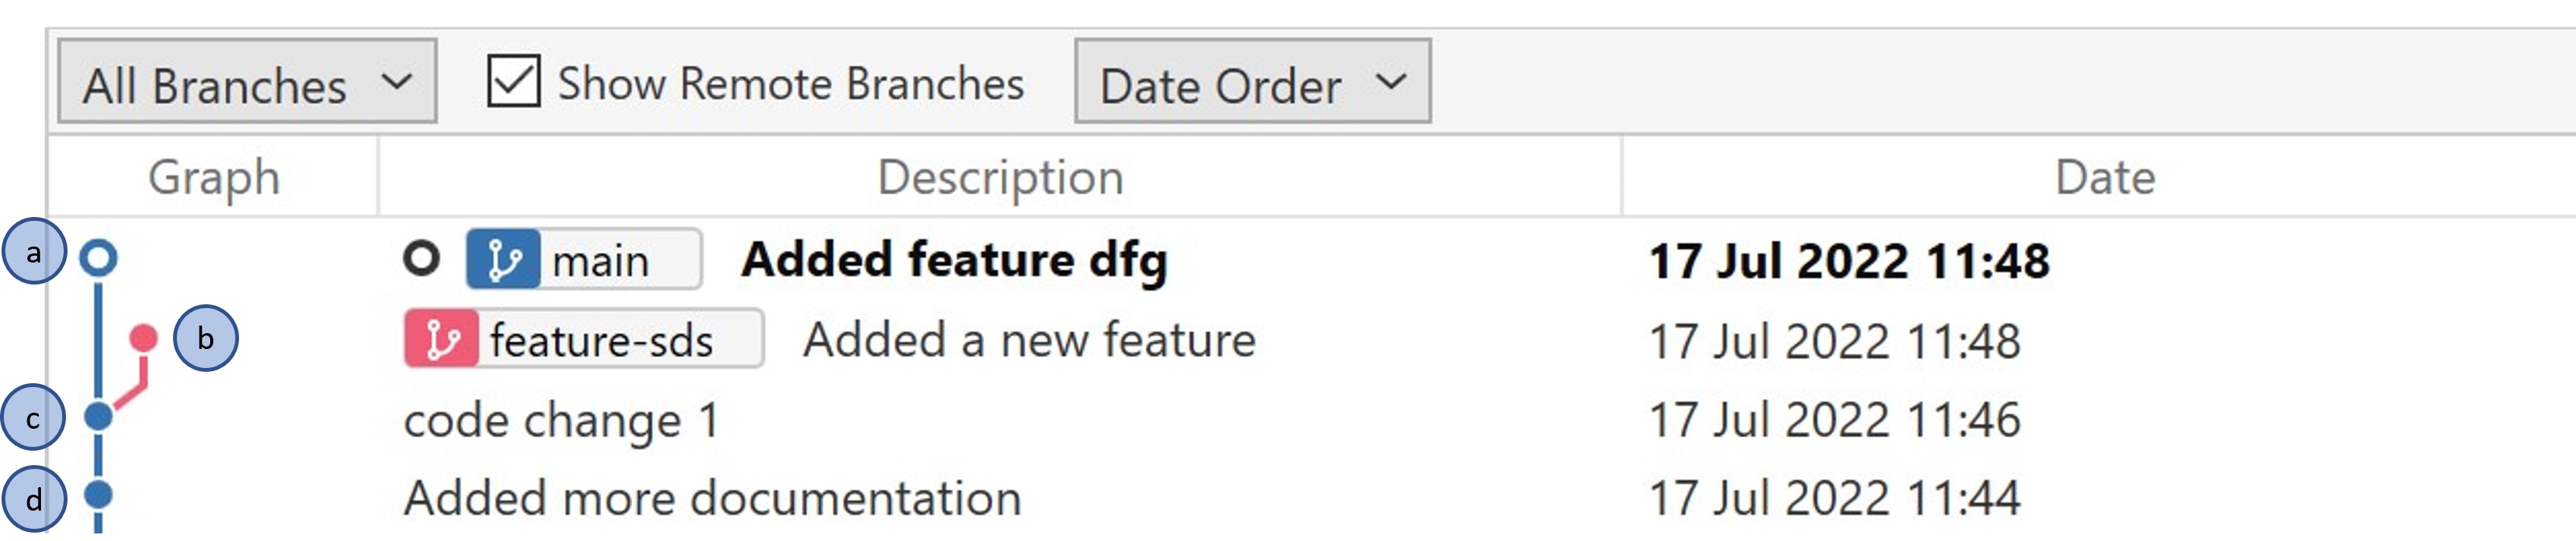 All Branches Show Remote Branches Date Order
Graph Description Date
a main Added feature dfg 17 Jul 2022 11:48
b feature-sds Added a new feature 17 Jul 2022 11:48
c code change 1 17 Jul 2022 11:46
d Added more documentation 17 Jul 2022 11:44